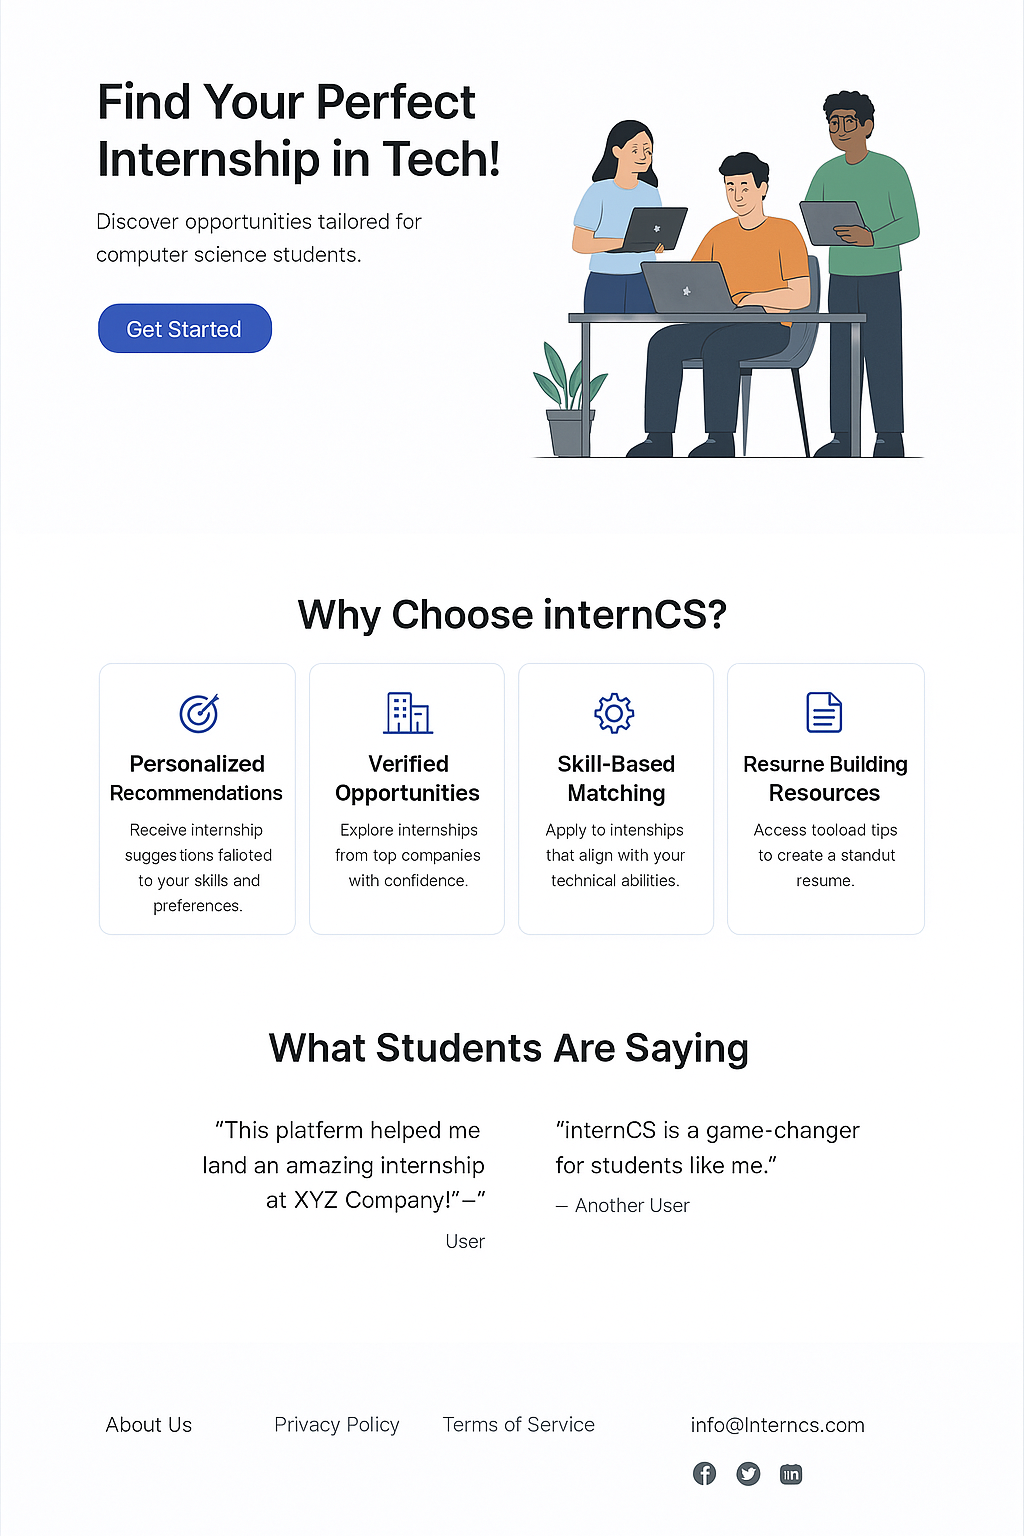 Find Your Perfect
Internship in Tech!
Discover opportunities tailored for
computer science students.
Get Started
Why Choose internCS?
Personalized
Recommendations
Receive internship
suggestions falioted
to your skills and
preferences.
Verified
Opportunities
Explore internships
from top companies
with confidence.
Skill-Based
Matching
Apply to intenships
that align with your
technical abilities.
Resurne Building
Resources
Access tooload tips
to create a standut
resume.
What Students Are Saying
"This platferm helped me
land an amazing internship
at XYZ Company!"—"
User
"internCS is a game-changer
for students like me."
— Another User
About Us
Privacy Policy
Terms of Service
info@Interncs.com